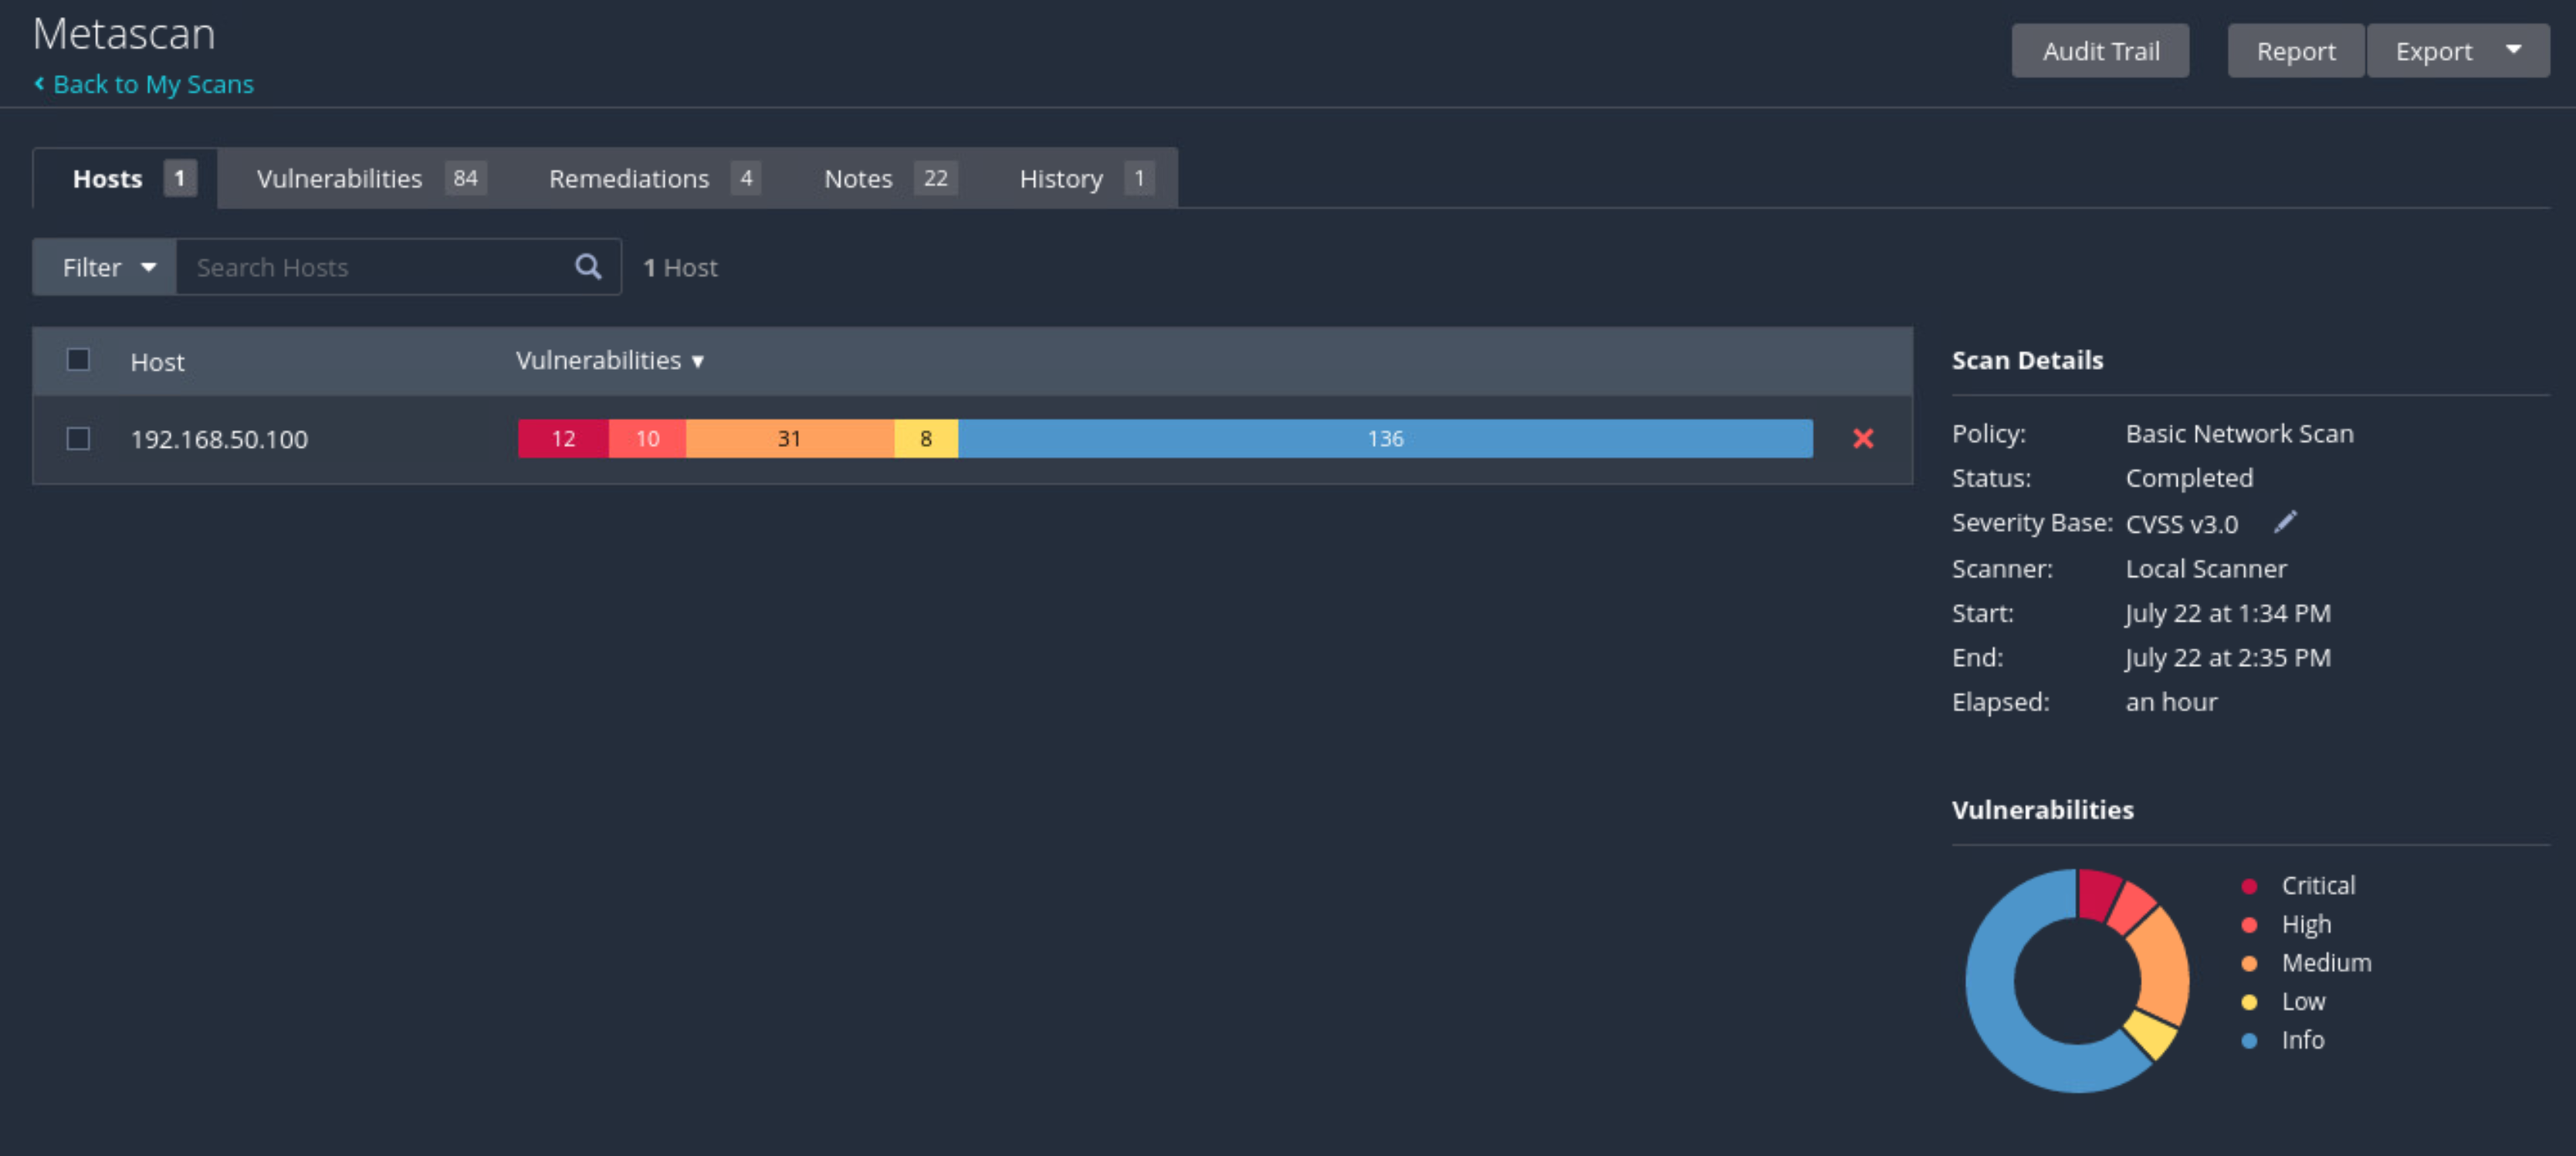 Metascan
Back to My Scans
Audit Trail Report Export
Hosts 1 Vulnerabilities 84 Remediations 4 Notes 22 History 1
Filter Search Hosts 1 Host
Host Vulnerabilities
192.168.50.100 12 10 31 8 136
Scan Details
Policy: Basic Network Scan
Status: Completed
Severity Base: CVSS v3.0
Scanner: Local Scanner
Start: July 22 at 1:34 PM
End: July 22 at 2:35 PM
Elapsed: an hour
Vulnerabilities
Critical
High
Medium
Low
Info